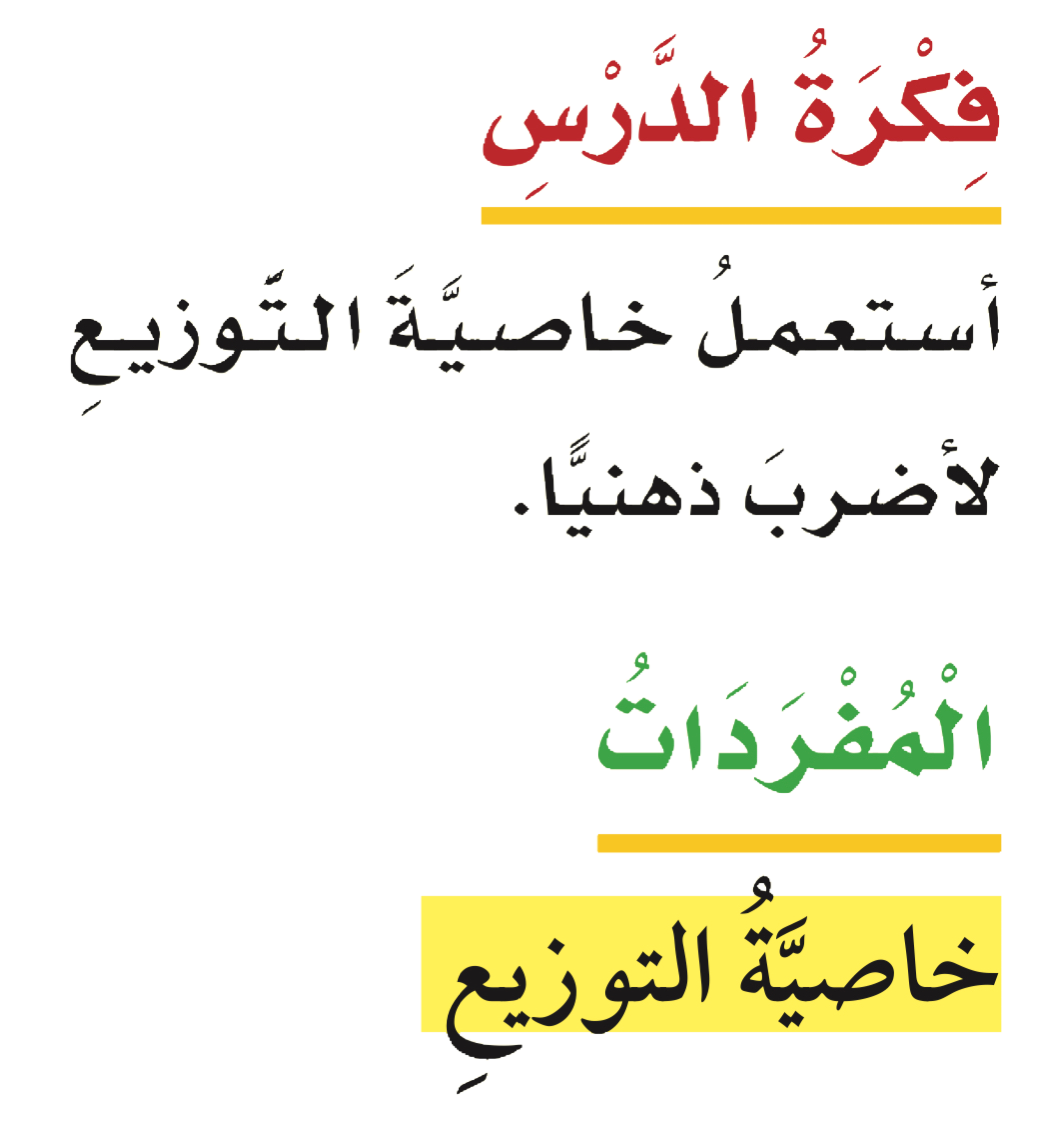 فِكْرَةُ الدَّرْسِ
أستعملُ خاصيَّةَ التَّوزيعِ
لأضربَ ذهنيًّا.
الْمُفْرَدَاتُ
خاصيَّةُ التوزيعِ